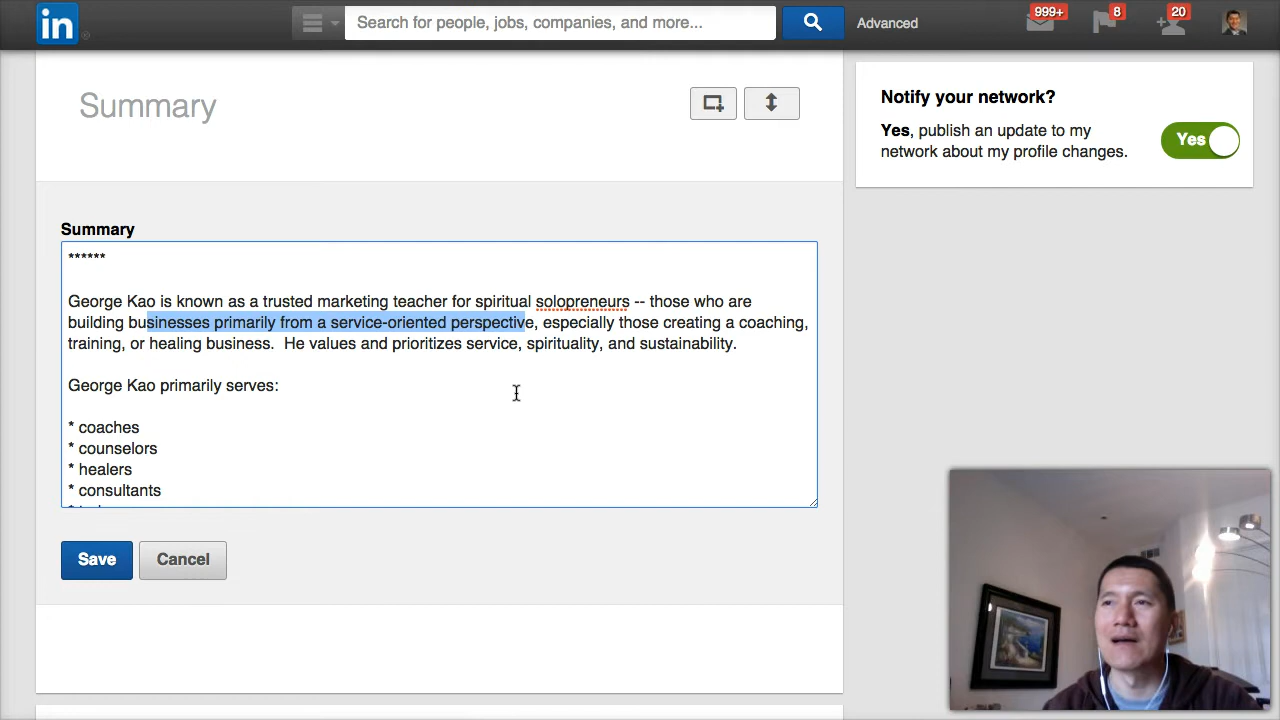 in
Search for people, jobs, companies, and more...
Advanced
999+
8
20
Summary
Notify your network?
Yes, publish an update to my
network about my profile changes.
Yes
Summary
******
George Kao is known as a trusted marketing teacher for spiritual solopreneurs -- those who are
building businesses primarily from a service-oriented perspective, especially those creating a coaching,
training, or healing business.  He values and prioritizes service, spirituality, and sustainability.
George Kao primarily serves:
* coaches
* counselors
* healers
* consultants
Save
Cancel